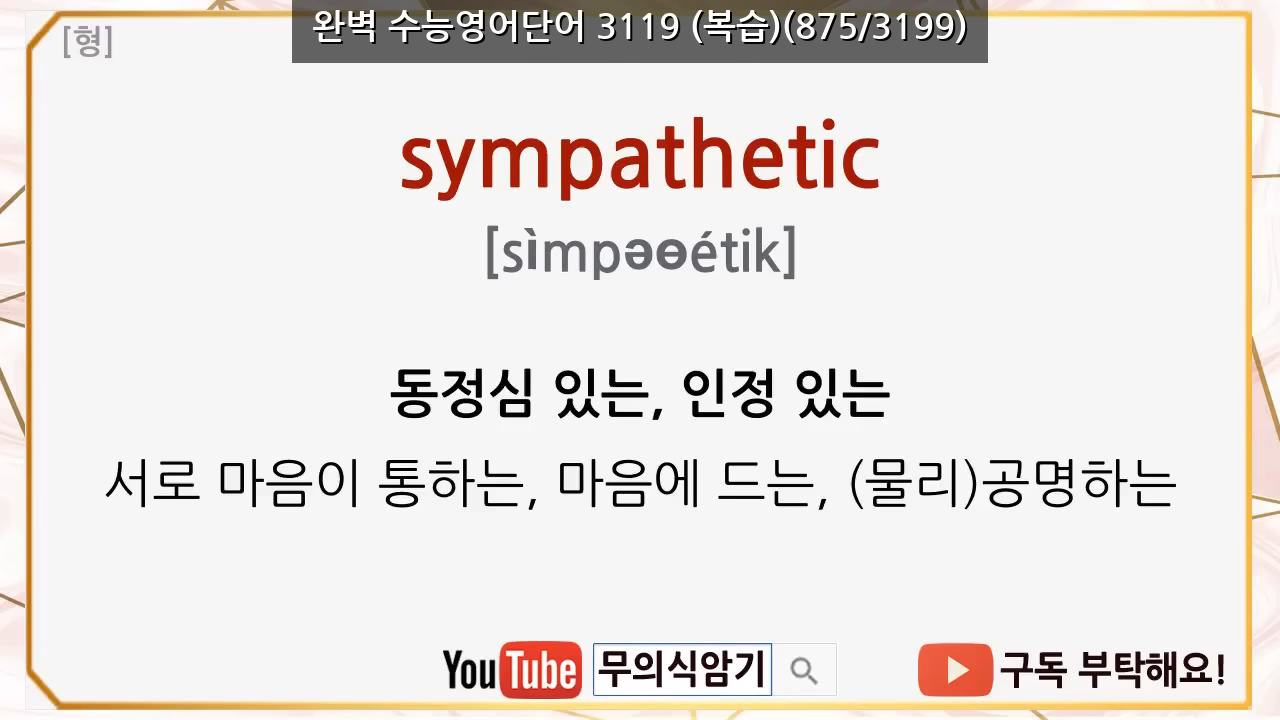 완벽 수능영어단어 3119 (복습)(875/3199)
[형]
sympathetic
[sìmpəɵétik]
동정심 있는, 인정 있는
서로 마음이 통하는, 마음에 드는, (물리)공명하는
YouTube 무의식암기 구독 부탁해요!